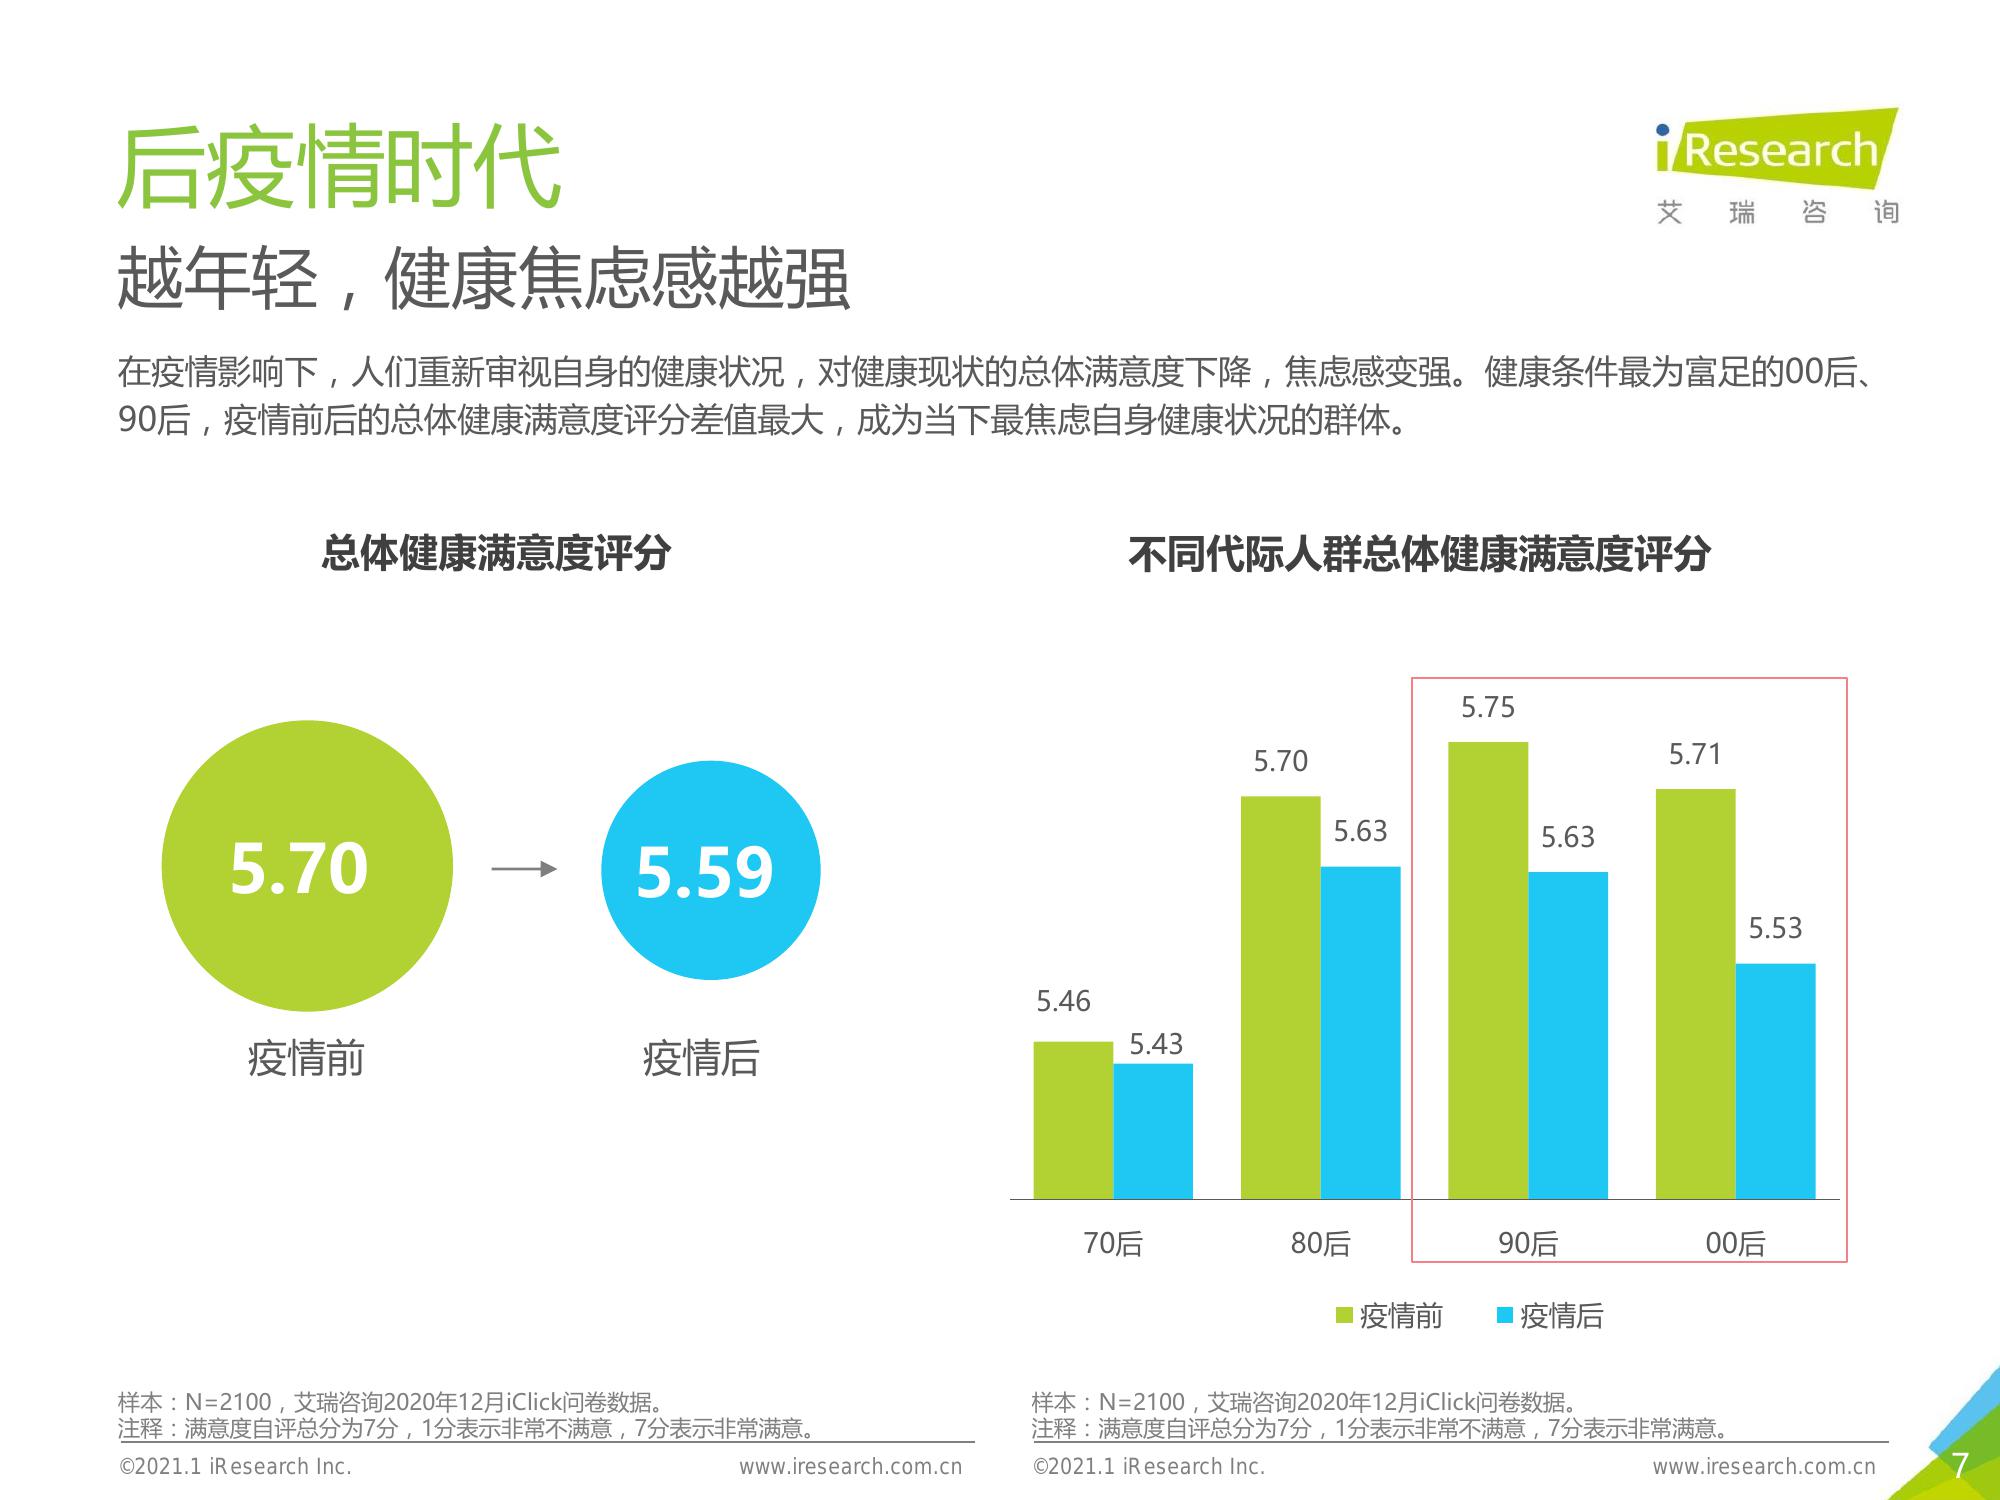 后疫情时代
iResearch
艾瑞咨询
越年轻，健康焦虑感越强
在疫情影响下，人们重新审视自身的健康状况，对健康现状的总体满意度下降，焦虑感变强。健康条件最为富足的00后、
90后，疫情前后的总体健康满意度评分差值最大，成为当下最焦虑自身健康状况的群体。
总体健康满意度评分
5.70
5.59
疫情前
疫情后
不同代际人群总体健康满意度评分
5.46
5.43
5.70
5.63
5.75
5.63
5.71
5.53
70后
80后
90后
00后
疫情前
疫情后
样本：N=2100，艾瑞咨询2020年12月iClick问卷数据。
注释：满意度自评总分为7分，1分表示非常不满意，7分表示非常满意。
©2021.1 iResearch Inc.
www.iresearch.com.cn
样本：N=2100，艾瑞咨询2020年12月iClick问卷数据。
注释：满意度自评总分为7分，1分表示非常不满意，7分表示非常满意。
©2021.1 iResearch Inc.
www.iresearch.com.cn
7